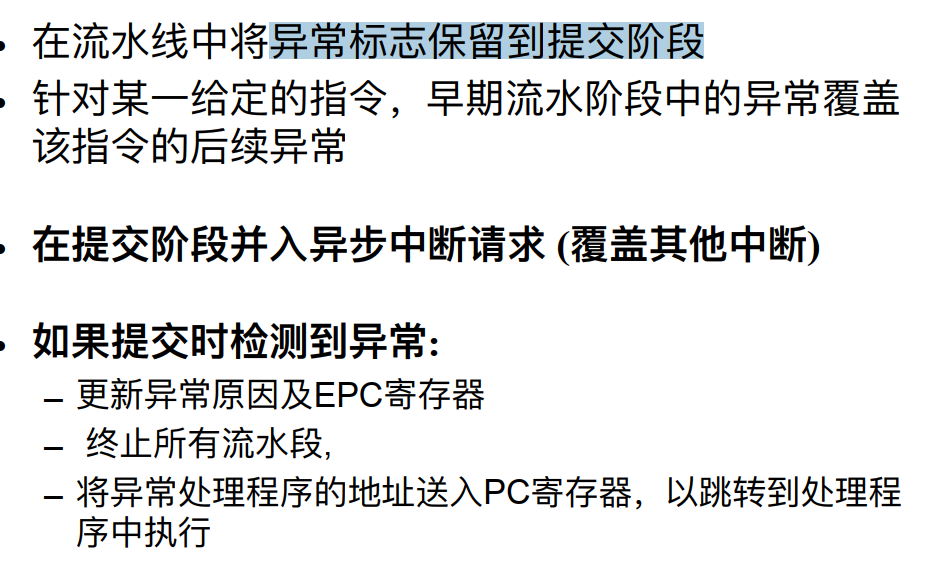 • 在流水线中将异常标志保留到提交阶段
• 针对某一给定的指令，早期流水阶段中的异常覆盖
该指令的后续异常
• 在提交阶段并入异步中断请求 (覆盖其他中断)
• 如果提交时检测到异常:
– 更新异常原因及EPC寄存器
– 终止所有流水段,
– 将异常处理程序的地址送入PC寄存器，以跳转到处理程
序中执行